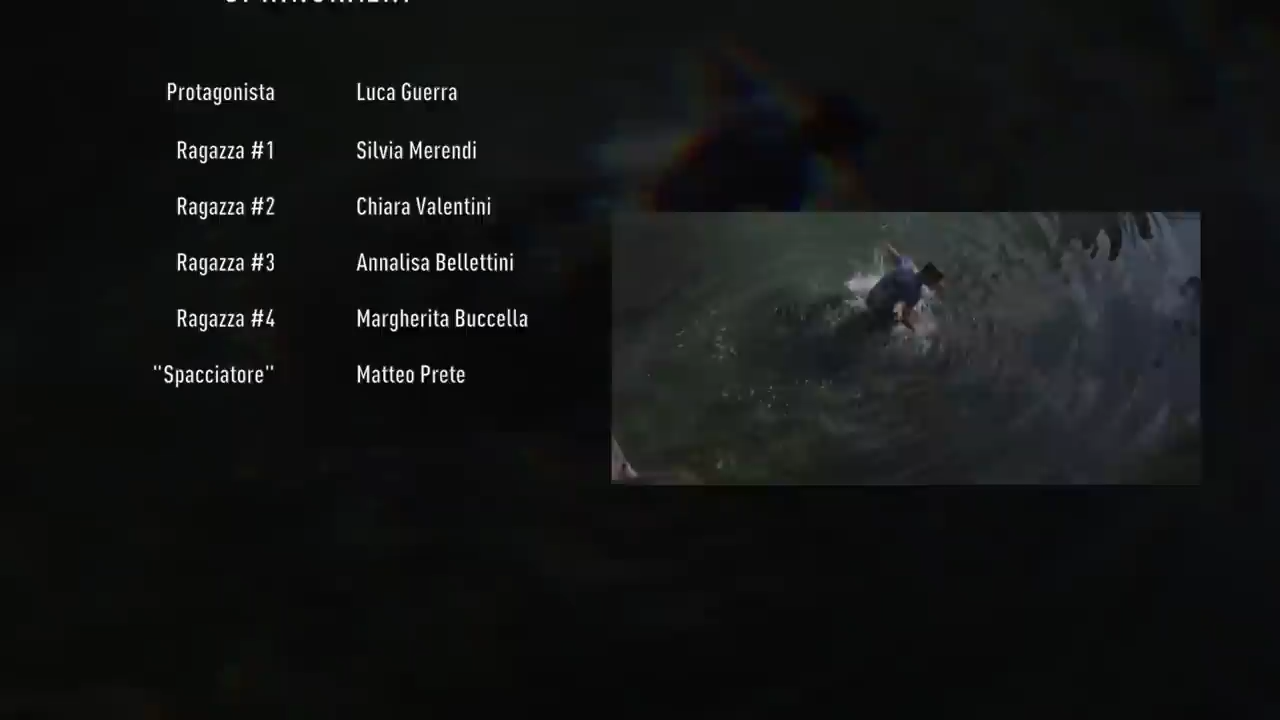 Protagonista Luca Guerra
Ragazza #1 Silvia Merendi
Ragazza #2 Chiara Valentini
Ragazza #3 Annalisa Bellettini
Ragazza #4 Margherita Buccella
"Spacciatore" Matteo Prete